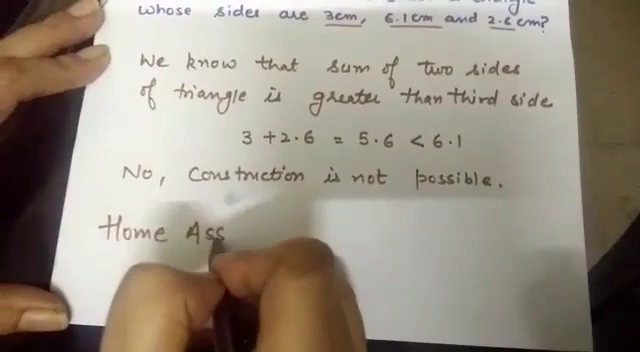 whose sides are 3cm, 6.1cm and 2.6cm?
We know that sum of two sides
of triangle is greater than third side
3 + 2.6 = 5.6 < 6.1
No, Construction is not possible.
Home Ass